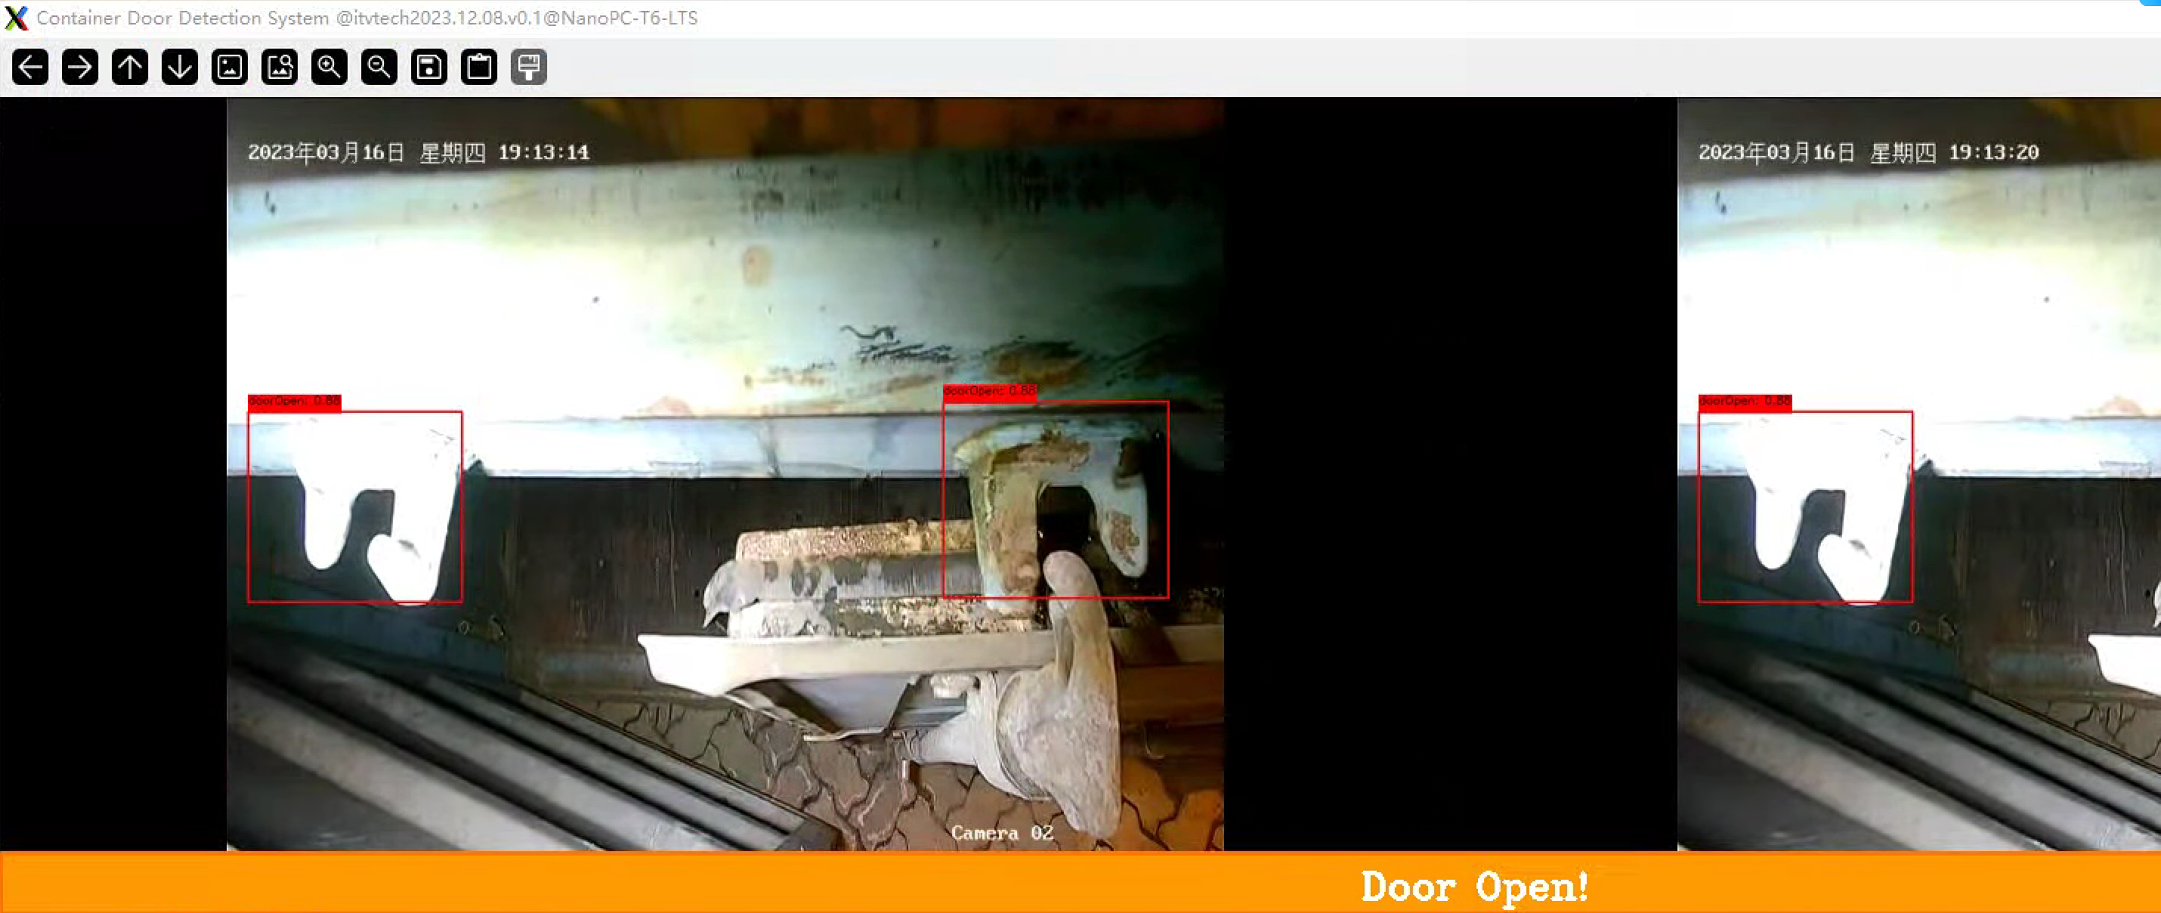 Container Door Detection System @itvtech2023.12.08.v0.1@NanoPC-T6-LTS
2023年03月16日 星期四 19:13:14
2023年03月16日 星期四 19:13:20
doorOpen: 0.88
doorOpen: 0.88
doorOpen: 0.88
Camera 02
Door Open!